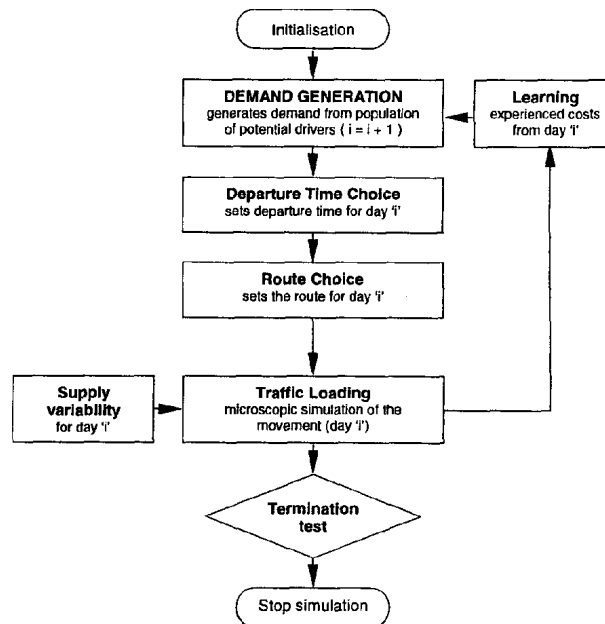 Initialisation
DEMAND GENERATION
generates demand from population
of potential drivers ( i = i + 1 )
Learning
experienced costs
from day 'i'
Departure Time Choice
sets departure time for day 'i'
Route Choice
sets the route for day 'i'
Supply
variability
for day 'i'
Traffic Loading
microscopic simulation of the
movement (day 'i')
Termination
test
Stop simulation